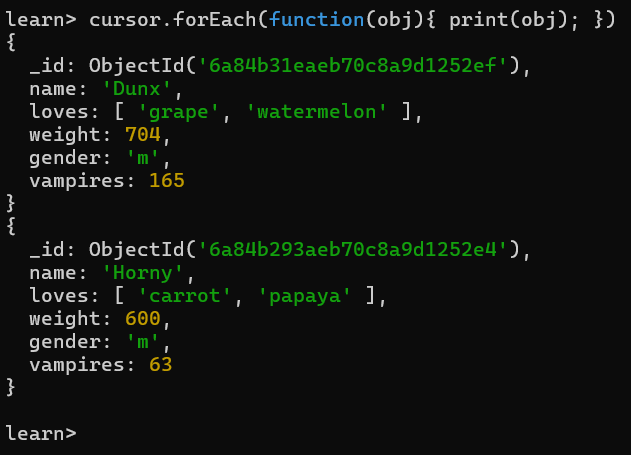 learn> cursor.forEach(function(obj){ print(obj); })
{
  _id: ObjectId('6a84b31eaeb70c8a9d1252ef'),
  name: 'Dunx',
  loves: [ 'grape', 'watermelon' ],
  weight: 704,
  gender: 'm',
  vampires: 165
}
{
  _id: ObjectId('6a84b293aeb70c8a9d1252e4'),
  name: 'Horny',
  loves: [ 'carrot', 'papaya' ],
  weight: 600,
  gender: 'm',
  vampires: 63
}
learn>